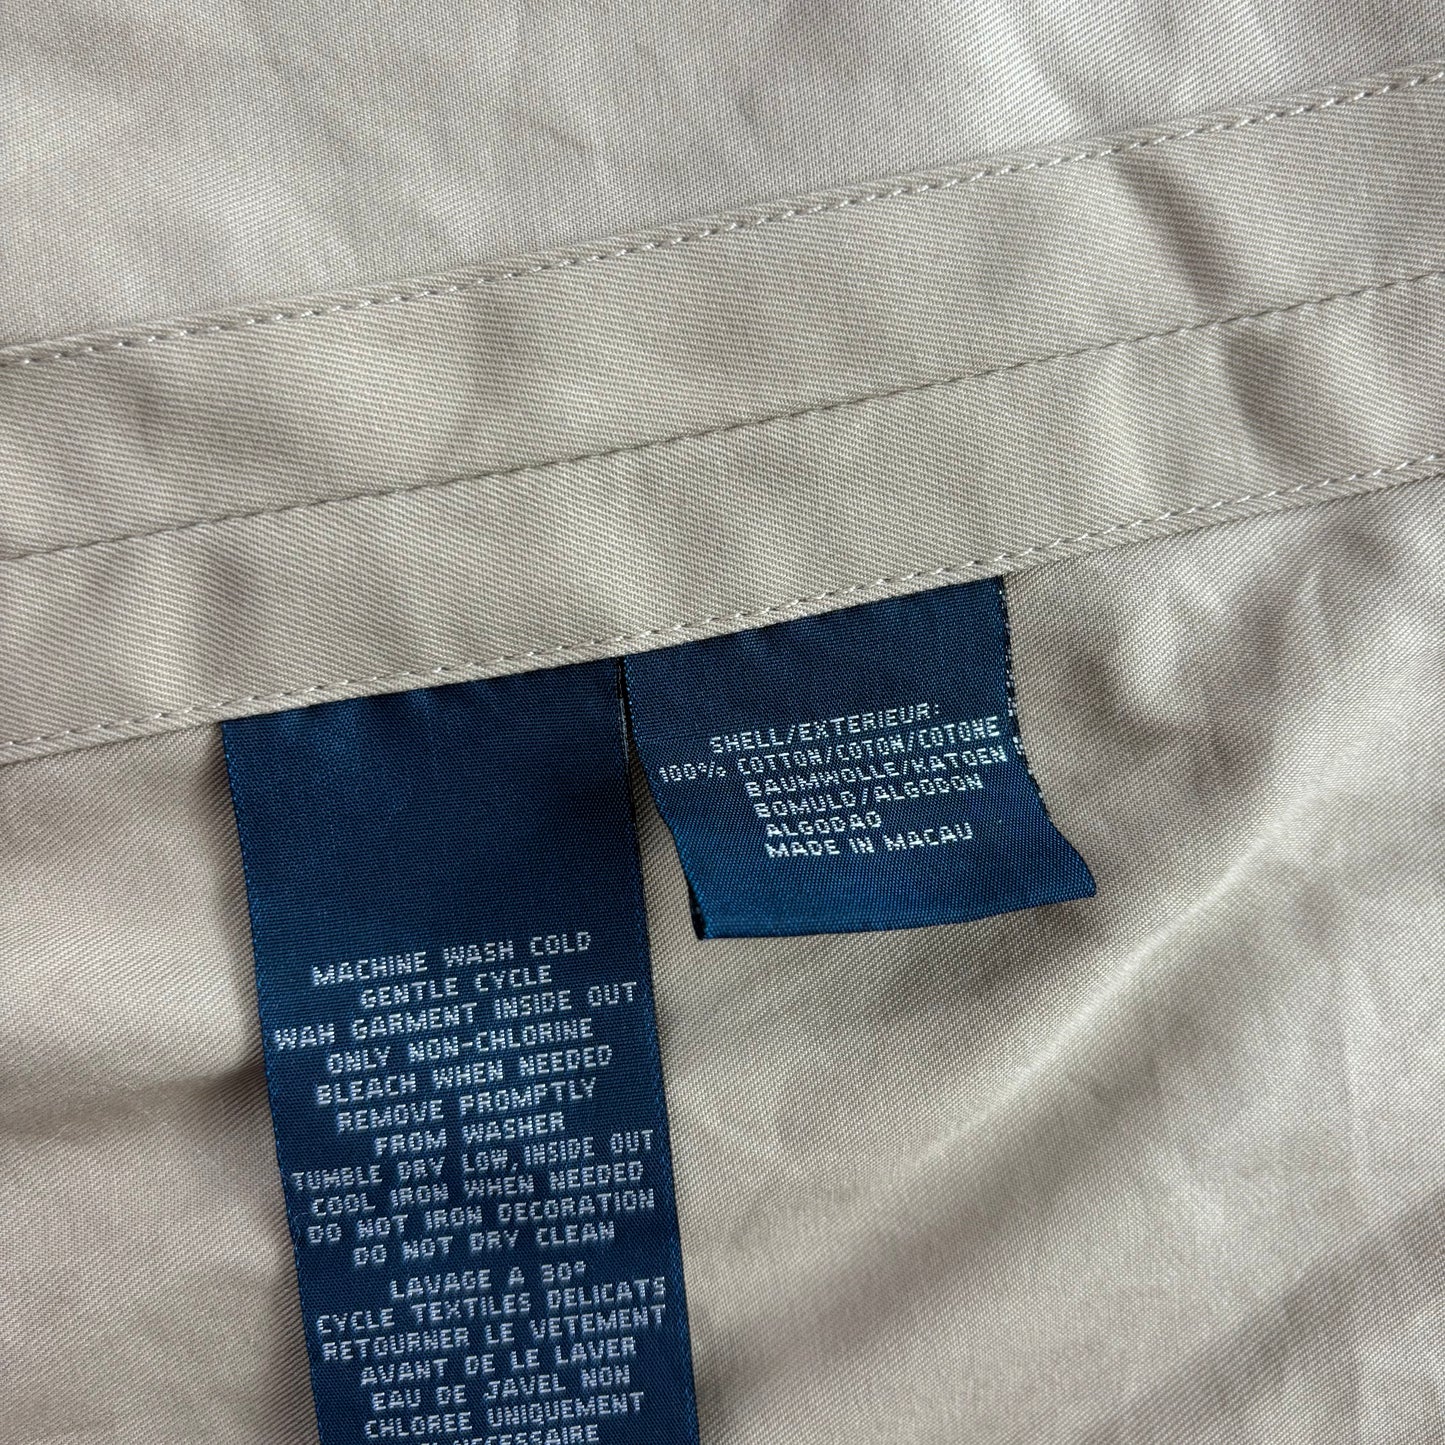 SHELL/EXTERIEUR:
100% COTTON/COTON/COTONE
BAUMWOLLE/KATOEN
BOMULD/ALGODON
ALGODAO
MADE IN MACAU
MACHINE WASH COLD
GENTLE CYCLE
WAH GARMENT INSIDE OUT
ONLY NON-CHLORINE
BLEACH WHEN NEEDED
REMOVE PROMPTLY
FROM WASHER
TUMBLE DRY LOW, INSIDE OUT
COOL IRON WHEN NEEDED
DO NOT IRON DECORATION
DO NOT DRY CLEAN
LAVAGE A 30°
CYCLE TEXTILES DELICATS
RETOURNER LE VETEMENT
AVANT DE LE LAVER
EAU DE JAVEL NON
CHLOREE UNIQUEMENT
NECESSAIRE